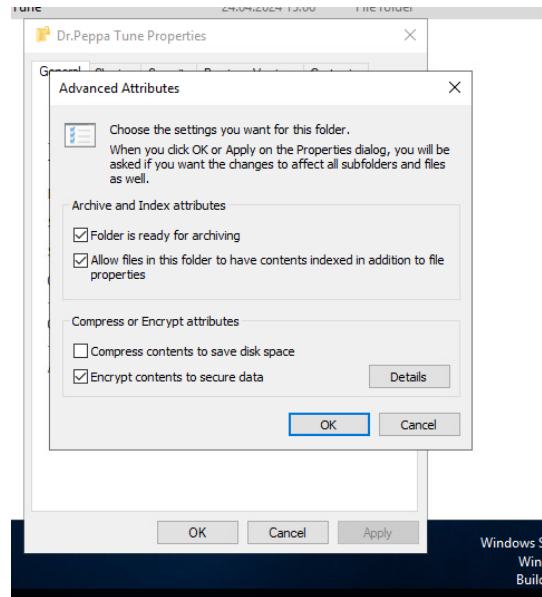 24.04.2024
File folder
Dr.Peppa Tune Properties
Advanced Attributes
Choose the settings you want for this folder.
When you click OK or Apply on the Properties dialog, you will be
asked if you want the changes to affect all subfolders and files
as well.
Archive and Index attributes
Folder is ready for archiving
Allow files in this folder to have contents indexed in addition to file
properties
Compress or Encrypt attributes
Compress contents to save disk space
Encrypt contents to secure data
Details
OK
Cancel
OK
Cancel
Apply
Windows S
Win
Build